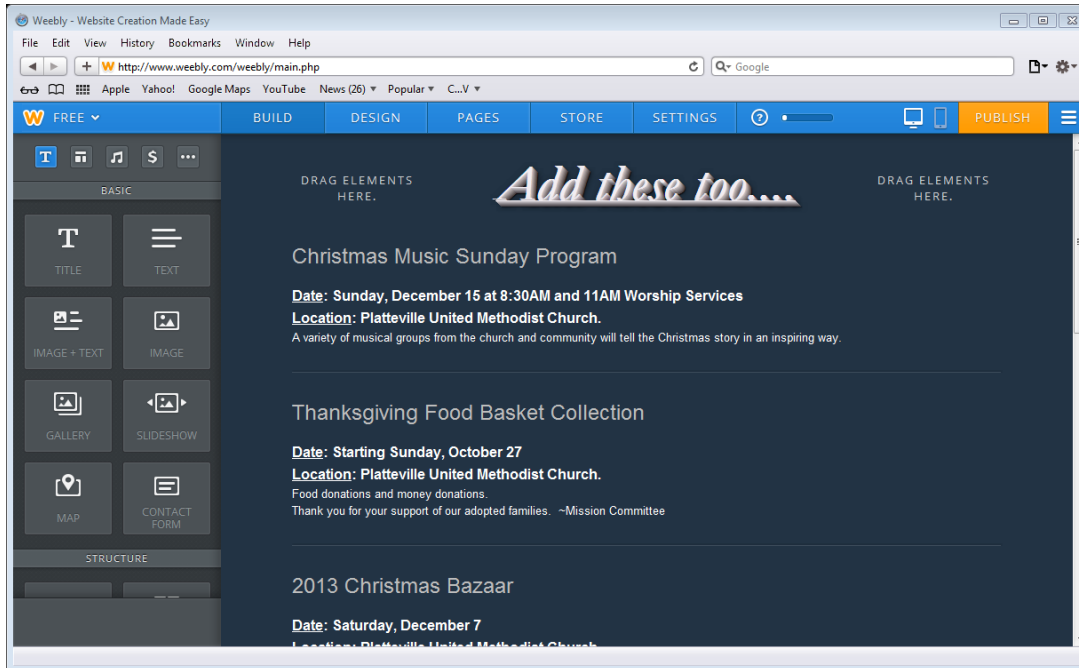 Weebly - Website Creation Made Easy
File Edit View History Bookmarks Window Help
http://www.weebly.com/weebly/main.php
Google
Apple Yahoo! Google Maps YouTube News (26) Popular C...V
FREE BUILD DESIGN PAGES STORE SETTINGS ? PUBLISH
BASIC
TITLE TEXT
IMAGE + TEXT IMAGE
GALLERY SLIDESHOW
MAP CONTACT FORM
STRUCTURE
DRAG ELEMENTS
HERE.
Add these too....
DRAG ELEMENTS
HERE.
Christmas Music Sunday Program
Date: Sunday, December 15 at 8:30AM and 11AM Worship Services
Location: Platteville United Methodist Church.
A variety of musical groups from the church and community will tell the Christmas story in an inspiring way.
Thanksgiving Food Basket Collection
Date: Starting Sunday, October 27
Location: Platteville United Methodist Church.
Food donations and money donations.
Thank you for your support of our adopted families. ~Mission Committee
2013 Christmas Bazaar
Date: Saturday, December 7
Location: Platteville United Methodist Church.